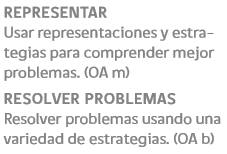 REPRESENTAR
Usar representaciones y estra-
tegias para comprender mejor
problemas. (OA m)
RESOLVER PROBLEMAS
Resolver problemas usando una
variedad de estrategias. (OA b)